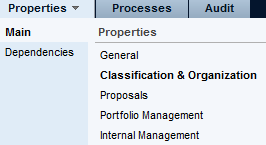 Properties Processes Audit
Main Properties
Dependencies General
Classification & Organization
Proposals
Portfolio Management
Internal Management